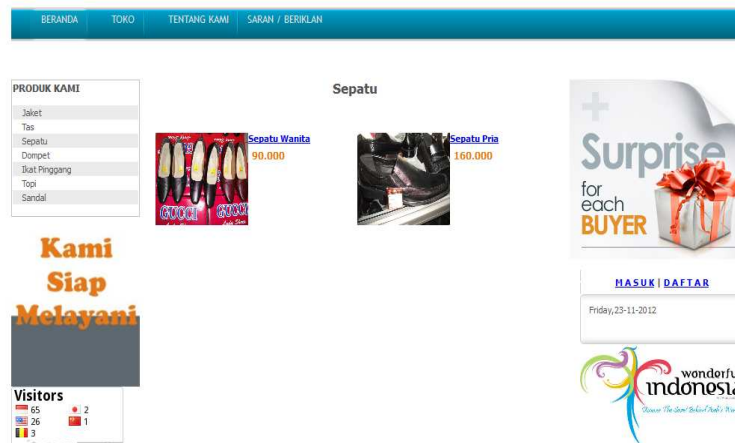 BERANDA TOKO TENTANG KAMI SARAN / BERIKLAN
PRODUK KAMI
Jaket
Tas
Sepatu
Dompet
Ikat Pinggang
Topi
Sandal
Kami
Siap
Melayani
Visitors
65 2
26 1
3
Sepatu
Sepatu Wanita
90.000
GUCCI GUCCI
Sepatu Pria
160.000
Surprise
for
each
BUYER
MASUK | DAFTAR
Friday,23-11-2012
wonderfu
indonesia